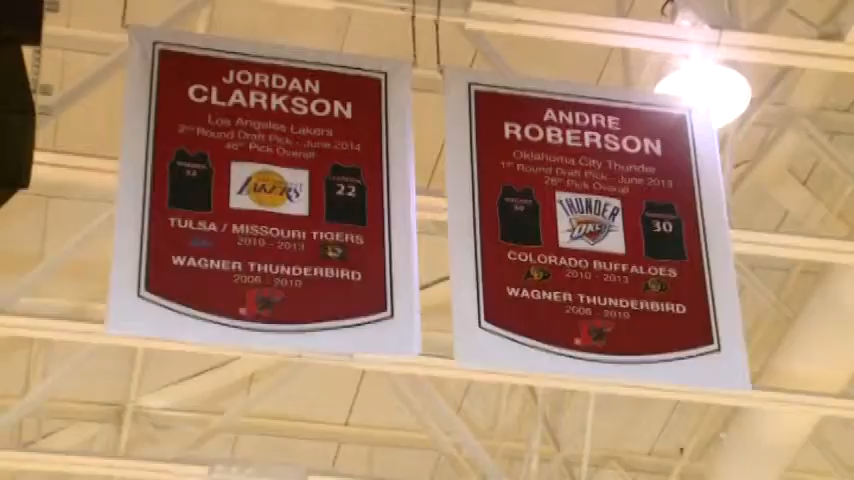 JORDAN
CLARKSON
Los Angeles Lakers
2nd Round Draft Pick - June 2014
46th Pick Overall
22
LAKERS
TULSA / MISSOURI TIGERS
2010 - 2013
WAGNER THUNDERBIRD
2006 - 2010
ANDRE
ROBERSON
Oklahoma City Thunder
1st Round Draft Pick - June 2013
26th Pick Overall
THUNDER
OKC
30
COLORADO BUFFALOES
2010 - 2013
WAGNER THUNDERBIRD
2006 - 2010